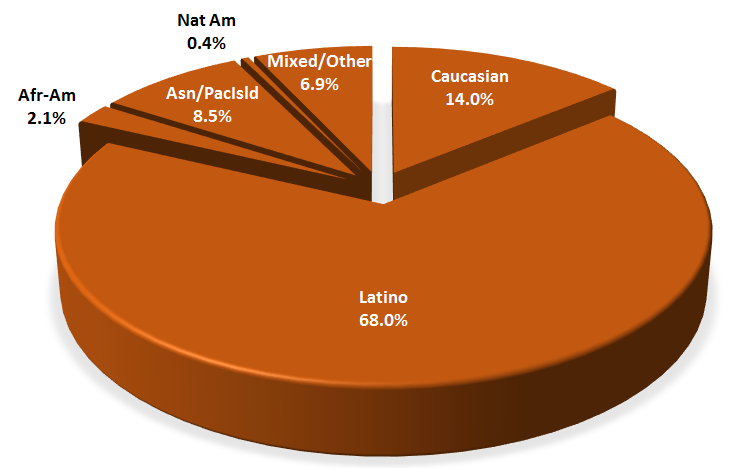 Nat Am
0.4%
Mixed/Other
6.9%
Caucasian
14.0%
Afr-Am
2.1%
Asn/PacIsld
8.5%
Latino
68.0%